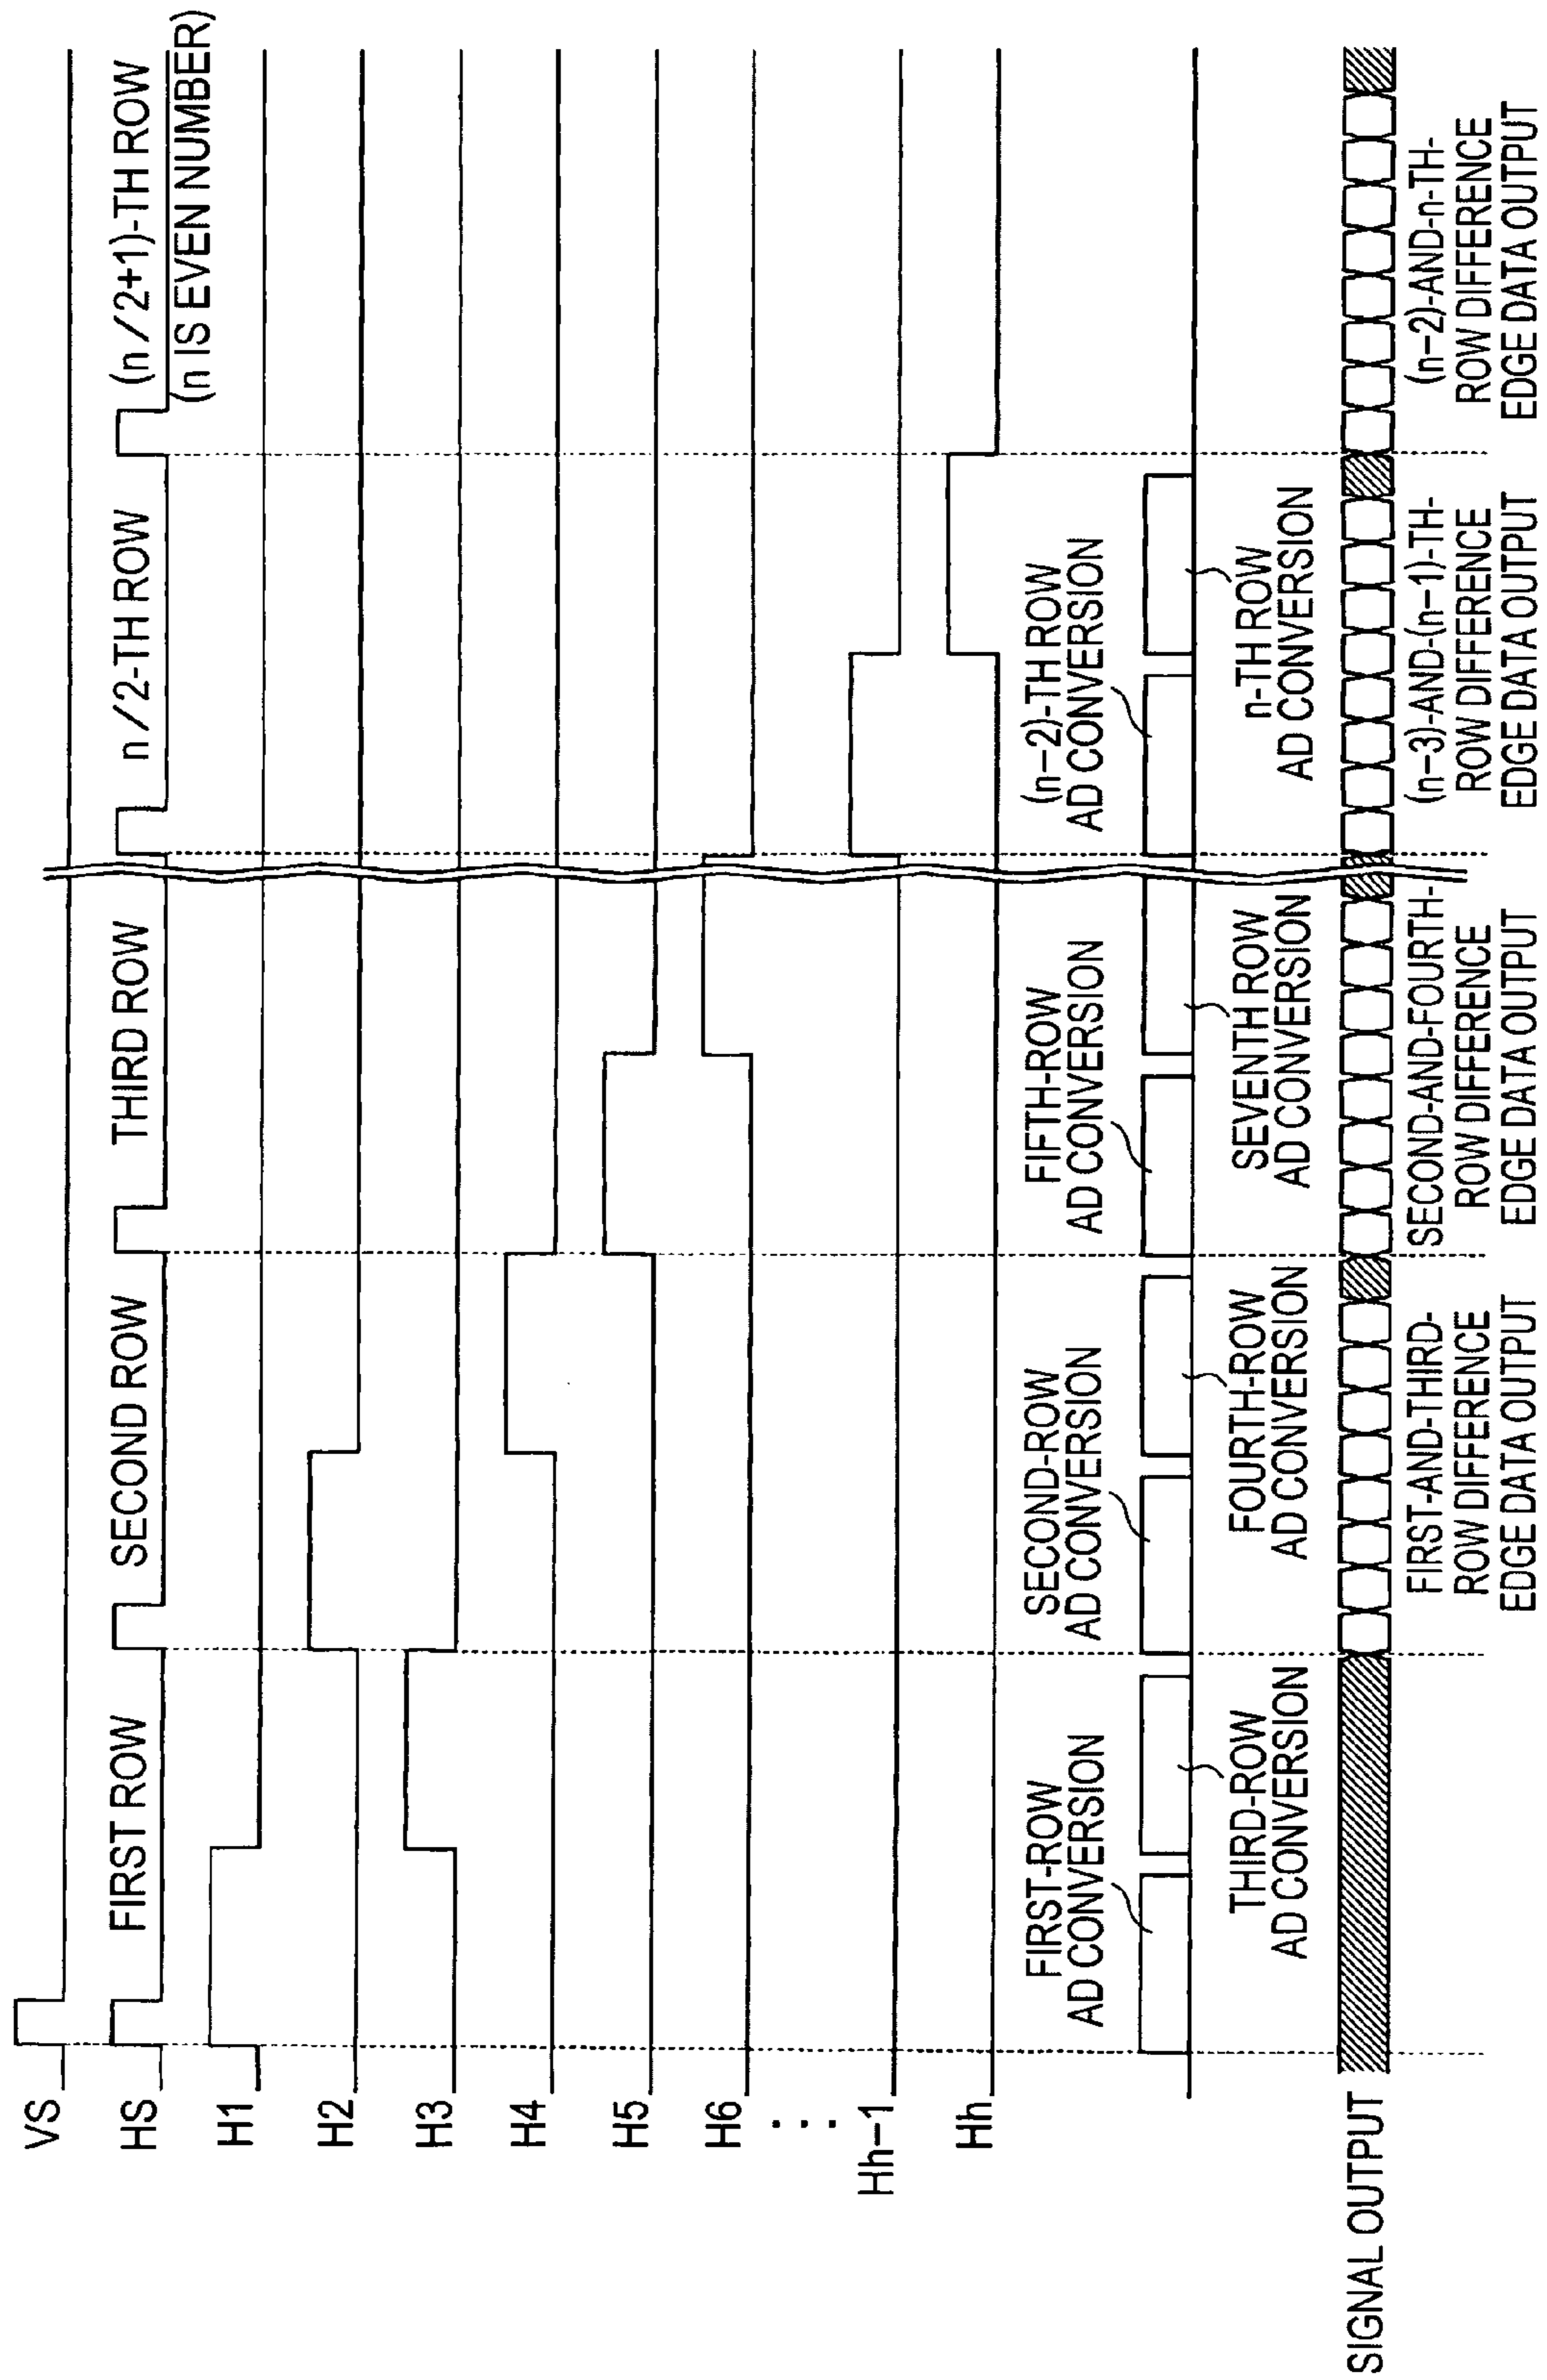 VS
HS
FIRST ROW
SECOND ROW
THIRD ROW
n/2-TH ROW
(n/2+1)-TH ROW
(n IS EVEN NUMBER)
H1
H2
H3
H4
H5
H6
...
Hh-1
Hh
FIRST-ROW
AD CONVERSION
SECOND-ROW
AD CONVERSION
FIFTH-ROW
AD CONVERSION
(n-2)-TH ROW
AD CONVERSION
THIRD-ROW
AD CONVERSION
FOURTH-ROW
AD CONVERSION
SEVENTH ROW
AD CONVERSION
n-TH ROW
AD CONVERSION
SIGNAL OUTPUT
FIRST-AND-THIRD-
ROW DIFFERENCE
EDGE DATA OUTPUT
SECOND-AND-FOURTH-
ROW DIFFERENCE
EDGE DATA OUTPUT
(n-3)-AND-(n-1)-TH-
ROW DIFFERENCE
EDGE DATA OUTPUT
(n-2)-AND-n-TH-
ROW DIFFERENCE
EDGE DATA OUTPUT